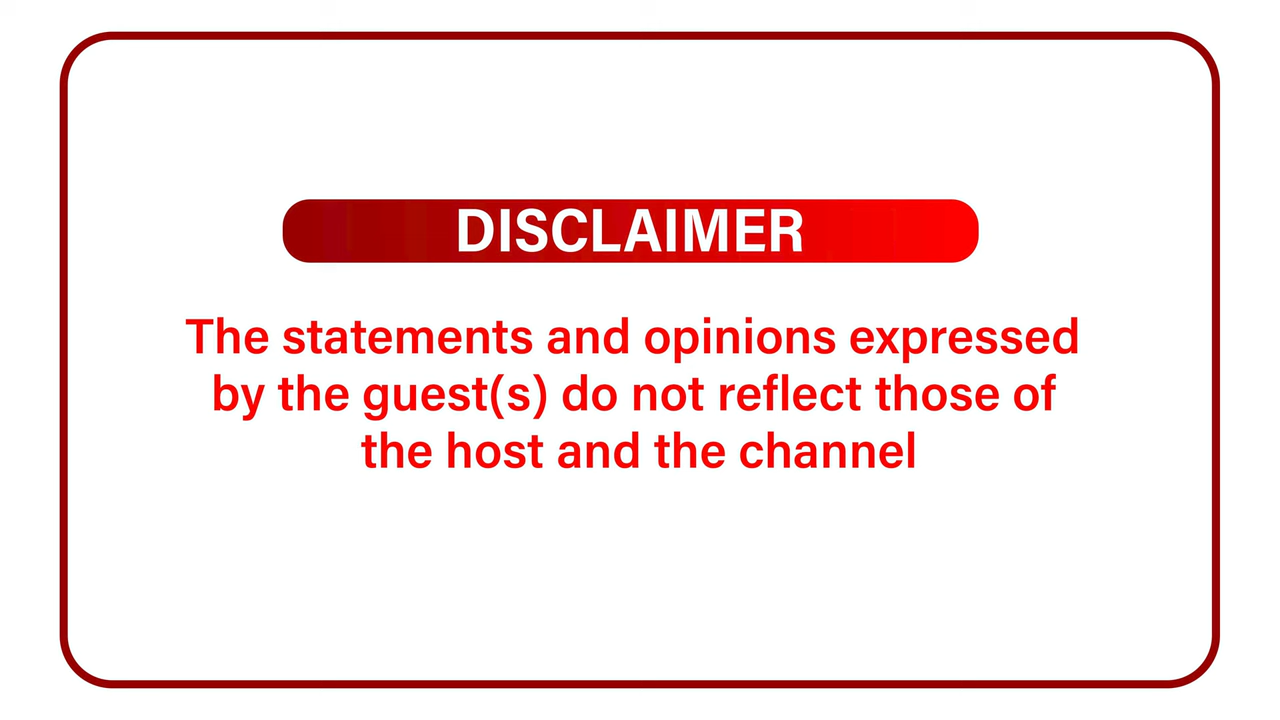 DISCLAIMER
The statements and opinions expressed
by the guest(s) do not reflect those of
the host and the channel